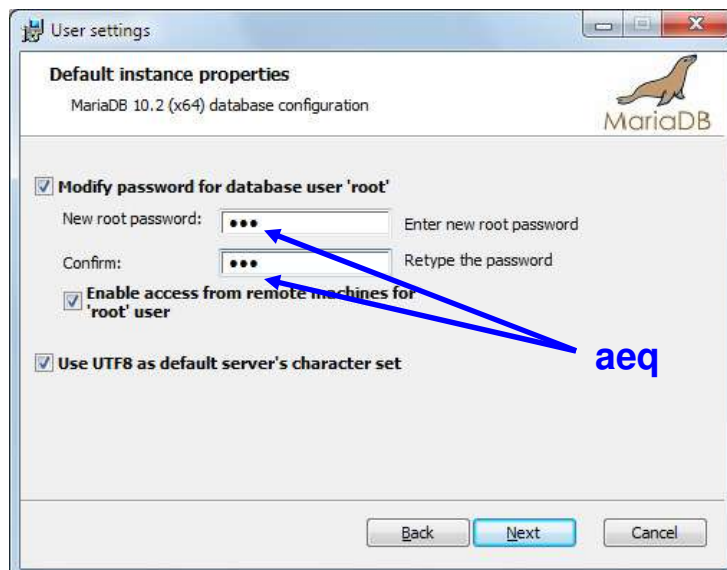 User settings
Default instance properties
MariaDB 10.2 (x64) database configuration
MariaDB
Modify password for database user 'root'
New root password: ●●● Enter new root password
Confirm: ●●● Retype the password
Enable access from remote machines for
'root' user
aeq
Use UTF8 as default server's character set
Back Next Cancel